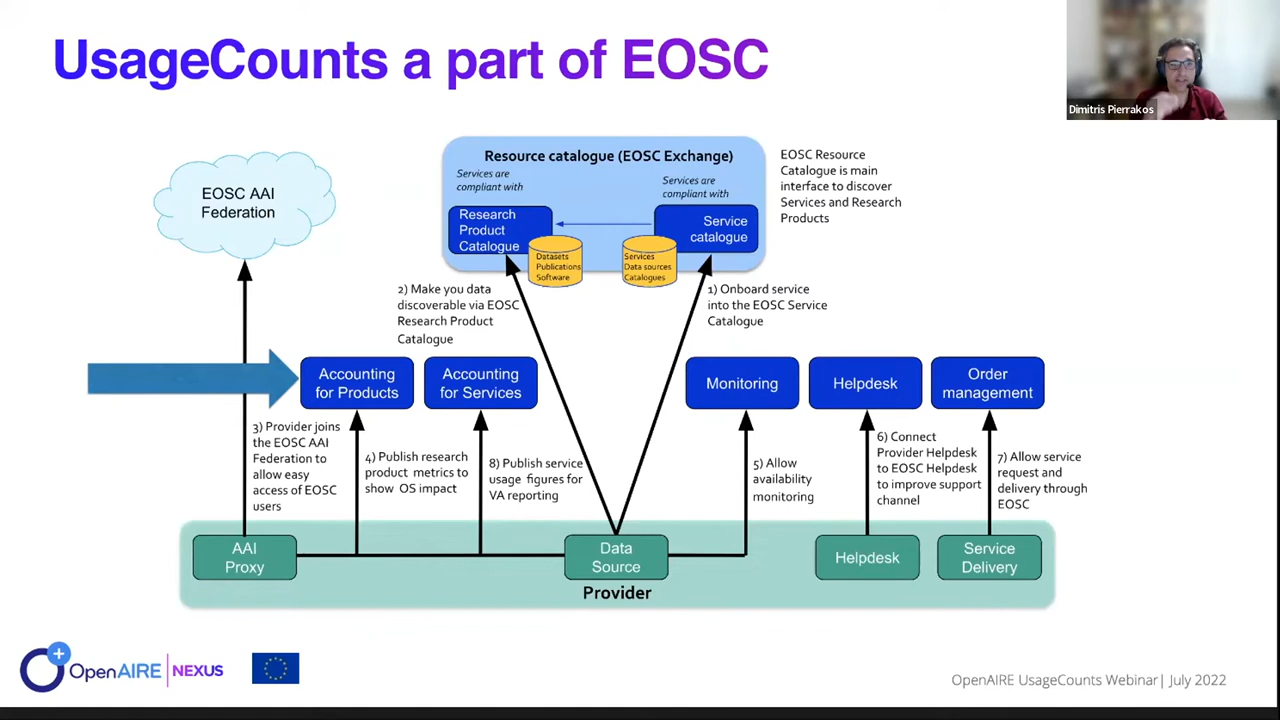 UsageCounts a part of EOSC
Dimitris Pierrakos
EOSC AAI
Federation
Resource catalogue (EOSC Exchange)
Services are
compliant with
Services are
compliant with
Research
Product
Catalogue
Service
catalogue
Datasets
Publications
Software
Services
Data sources
Catalogues
EOSC Resource
Catalogue is main
interface to discover
Services and Research
Products
2) Make you data
discoverable via EOSC
Research Product
Catalogue
1) Onboard service
into the EOSC Service
Catalogue
Accounting
for Products
Accounting
for Services
Monitoring
Helpdesk
Order
management
3) Provider joins
the EOSC AAI
Federation to
allow easy
access of EOSC
users
4) Publish research
product metrics to
show OS impact
8) Publish service
usage figures for
VA reporting
5) Allow
availability
monitoring
6) Connect
Provider Helpdesk
to EOSC Helpdesk
to improve support
channel
7) Allow service
request and
delivery through
EOSC
AAI
Proxy
Data
Source
Helpdesk
Service
Delivery
Provider
OpenAIRE | NEXUS
OpenAIRE UsageCounts Webinar| July 2022